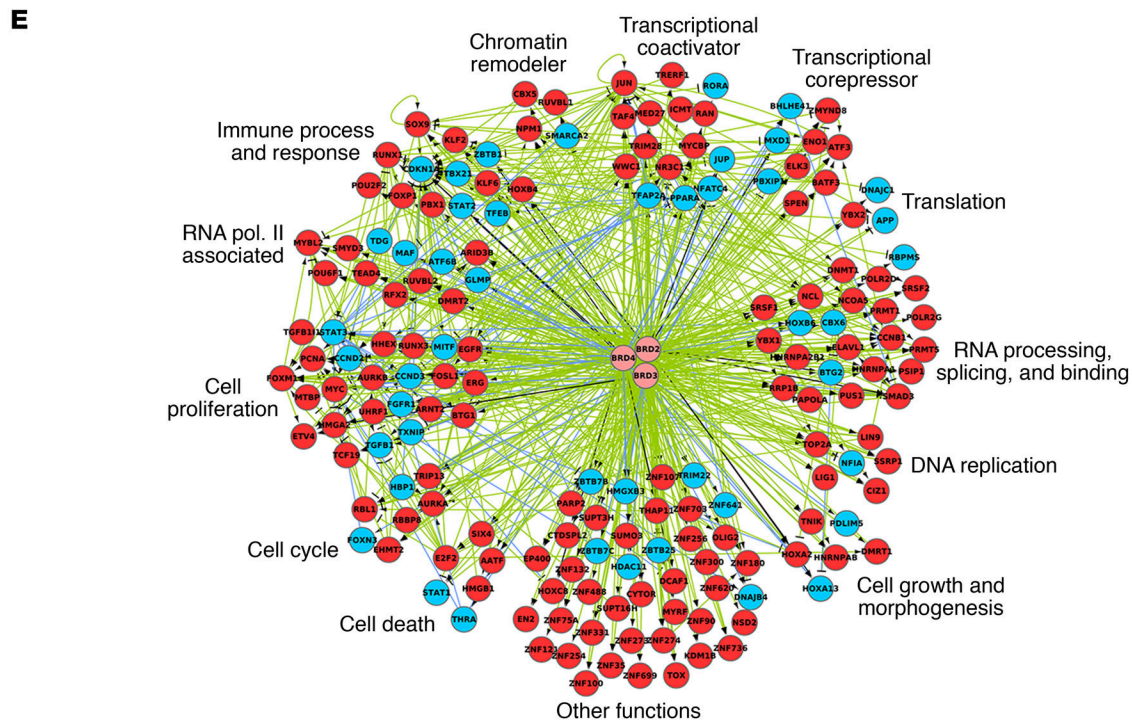 E
Chromatin
remodeler
CBX5
RUVBL1
NPM1
SMARCA2
Transcriptional
coactivator
JUN
TRERF1
RORA
TAF4
MED27
ICMT
RAN
TRIM28
MYCBP
WWC1
NR3C1
JUP
TFAP2A
PPARA
NFATC4
Transcriptional
corepressor
BHLHE41
ZMYND8
MXD1
ENO1
ATF3
ELK3
PBXIP1
BATF3
SPEN
Translation
DNAJC1
YBX2
APP
Immune process
and response
SOX9
KLF2
RUNX1
ZBTB1
CDKN1A
TBX21
POU2F2
KLF6
FOXP1
HOXB4
PBX1
STAT2
TFEB
RNA pol. II
associated
MYBL2
SMYD3
TDG
MAF
ATF6B
ARID3B
POU6F1
TEAD4
RUVBL2
GLMP
RFX2
DMRT2
BRD2
BRD4
BRD3
RNA processing,
splicing, and binding
RBPMS
DNMT1
POLR2D
SRSF2
NCL
NCOA5
SRSF1
PRMT1
POLR2G
HOXB6
CBX6
YBX1
ELAVL1
CCNB1
PRMT5
HNRNPA2B1
BTG2
HNRNPA1
PSIP1
RRP1B
PAPOLA
PUS1
SMAD3
Cell
proliferation
TGFB1I1
STAT3
HHEX
RUNX3
MITF
EGFR
PCNA
CCND2
FOXM1
AURKB
CCND1
FOSL1
ERG
MTBP
MYC
FGFR1
UHRF1
ARNT2
BTG1
ETV4
HMGA2
TXNIP
TCF19
TGFB1
DNA replication
TOP2A
LIN9
NFIA
SSRP1
LIG1
CIZ1
Cell cycle
HBP1
TRIP13
AURKA
RBL1
RBBP8
FOXN3
EHMT2
Cell death
SIX4
E2F2
AATF
STAT1
HMGB1
THRA
Cell growth and
morphogenesis
TNIK
PDLIM5
HOXA2
HNRNPAB
DMRT1
HOXA13
ZBTB7B
HMGXB3
ZNF107
TRIM22
PARP2
SUPT3H
THAP11
ZNF703
ZNF641
CTDSPL2
SUMO3
ZNF256
OLIG2
EP400
ZBTB7C
ZBTB25
ZNF300
ZNF180
ZNF132
HDAC11
DCAF1
HOXC8
ZNF488
CYTOR
ZNF620
DNAJB4
SUPT16H
MYRF
EN2
ZNF75A
ZNF331
ZNF90
NSD2
ZNF273
ZNF274
ZNF121
ZNF254
KDM1B
ZNF736
ZNF35
ZNF100
ZNF699
TOX
Other functions